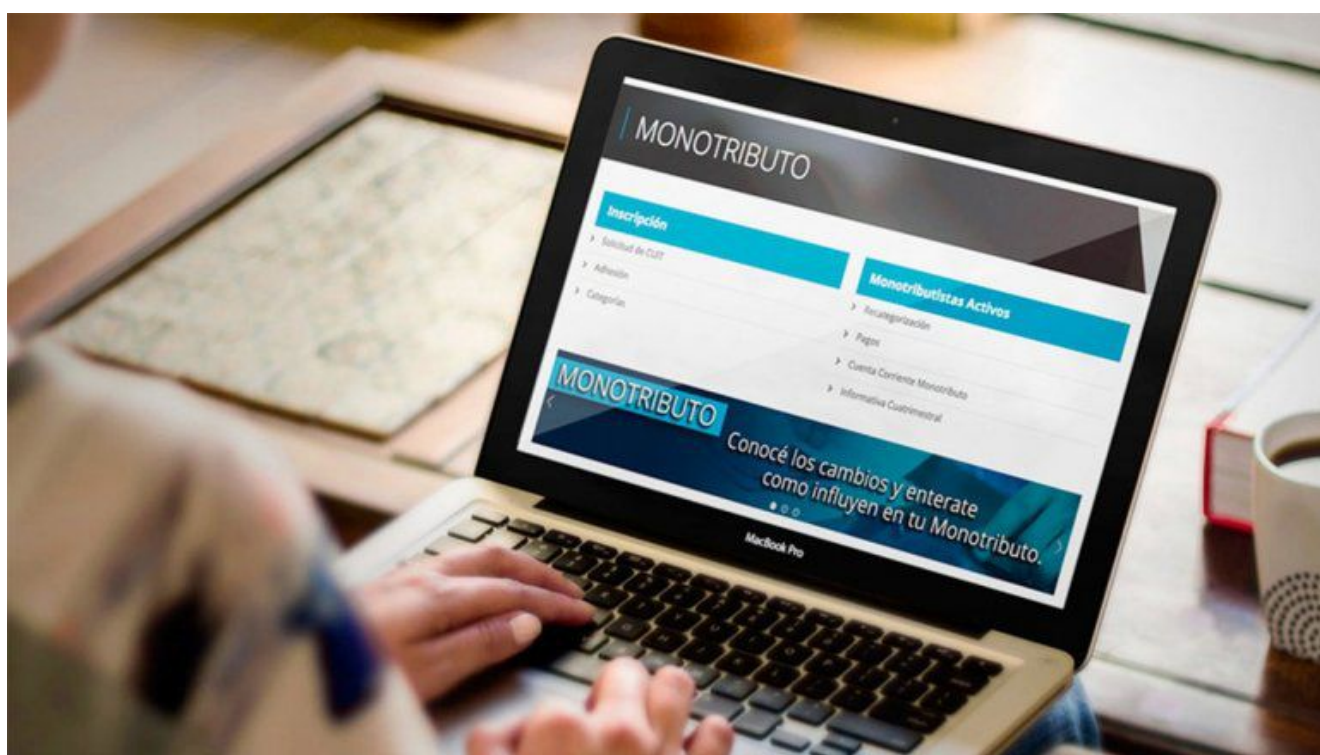 MONOTRIBUTO
Inscripción
Solicitud de CUIT
Adhesión
Categorías
Monotributistas Activos
Recategorización
Pagos
Cuenta Corriente Monotributo
Informativa Cuatrimestral
MONOTRIBUTO
Conocé los cambios y enterate
como influyen en tu Monotributo.
MacBook Pro